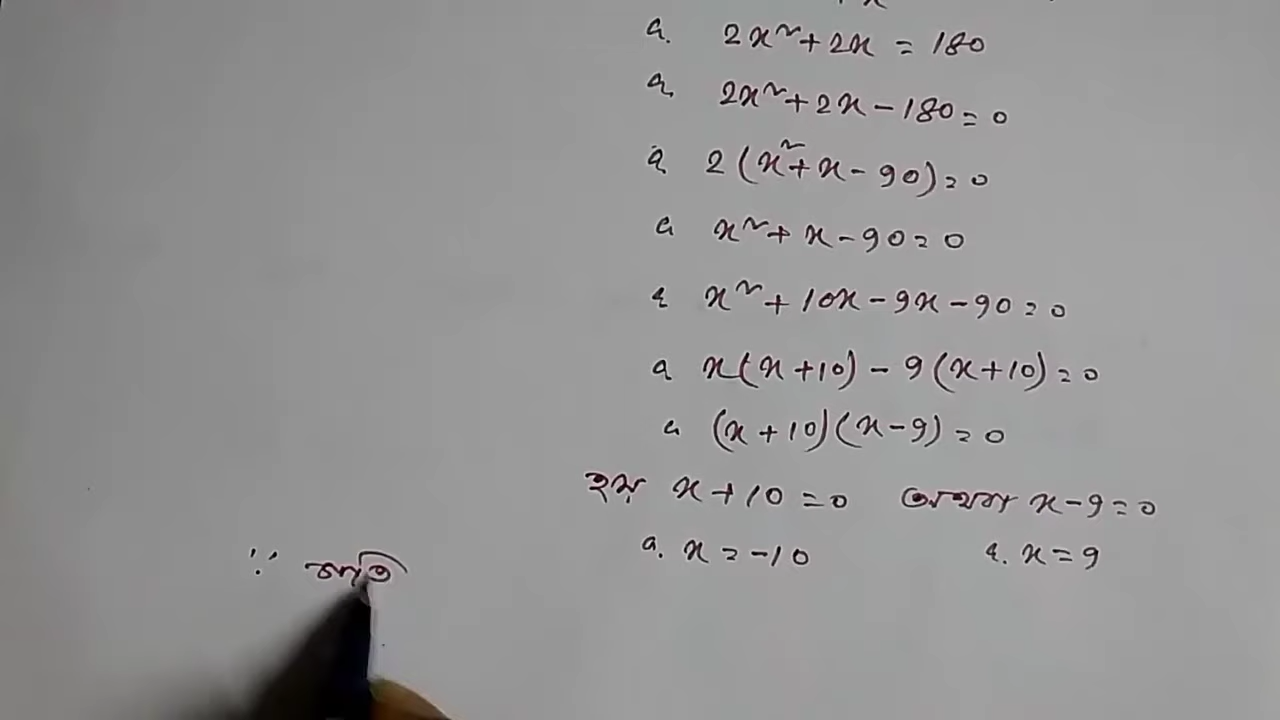 বা, 2x² + 2x = 180
বা, 2x² + 2x - 180 = 0
বা, 2(x² + x - 90) = 0
বা x² + x - 90 = 0
বা x² + 10x - 9x - 90 = 0
বা x(x + 10) - 9(x + 10) = 0
বা (x + 10)(x - 9) = 0
হয় x + 10 = 0 অথবা x - 9 = 0
বা, x = -10 বা, x = 9
∵